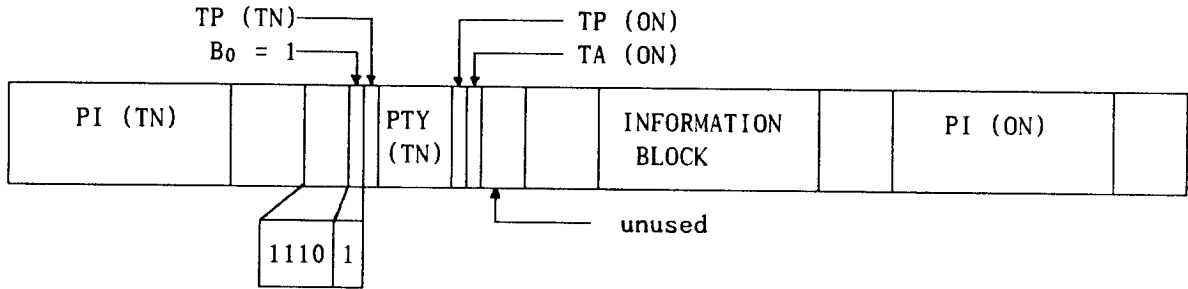 TP (TN)
B0 = 1
TP (ON)
TA (ON)
PI (TN)
PTY
(TN)
INFORMATION
BLOCK
PI (ON)
unused
1110 1